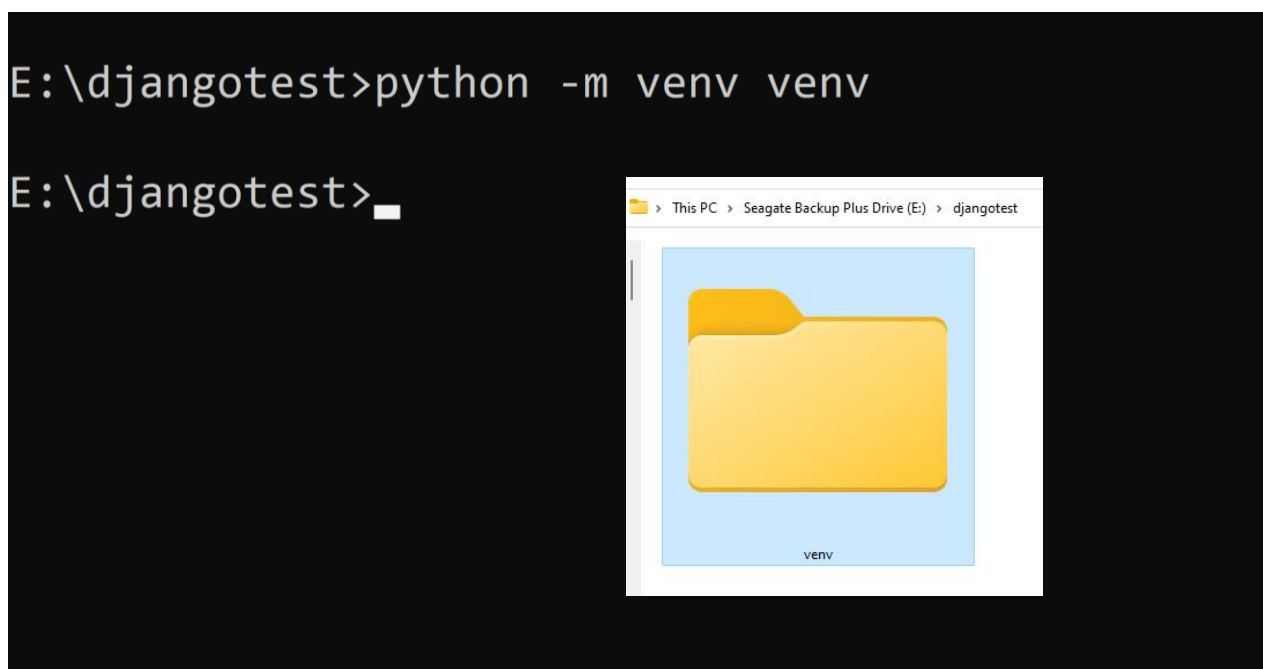 E:\djangotest>python -m venv venv
E:\djangotest>
This PC > Seagate Backup Plus Drive (E:) > djangotest
venv